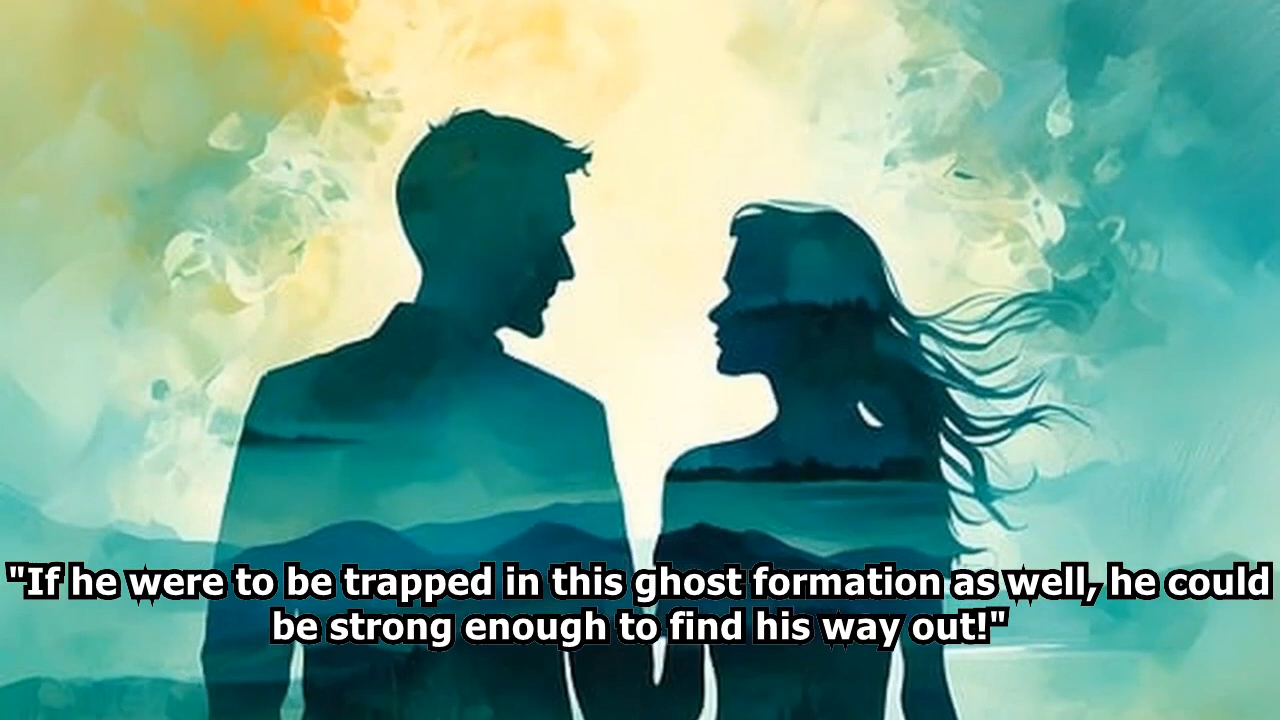 "If he were to be trapped in this ghost formation as well, he could
be strong enough to find his way out!"